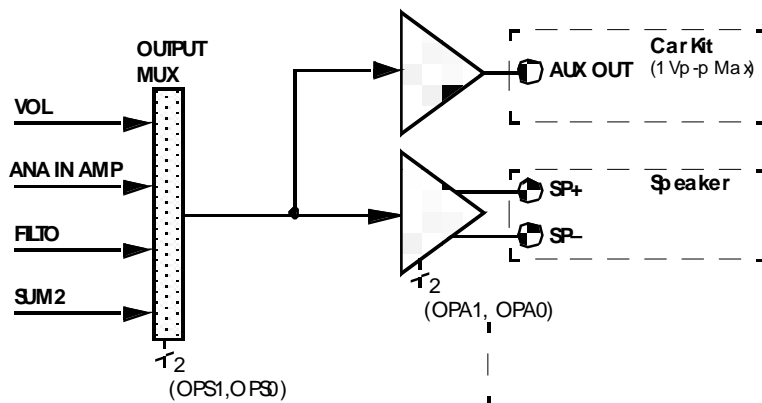 OUTPUT
MUX
VOL
ANA IN AMP
FILTO
SUM2
2
(OPS1,OPS0)
AUX OUT
Car Kit
(1 Vp-p Max)
SP+
Speaker
SP–
2
(OPA1, OPA0)